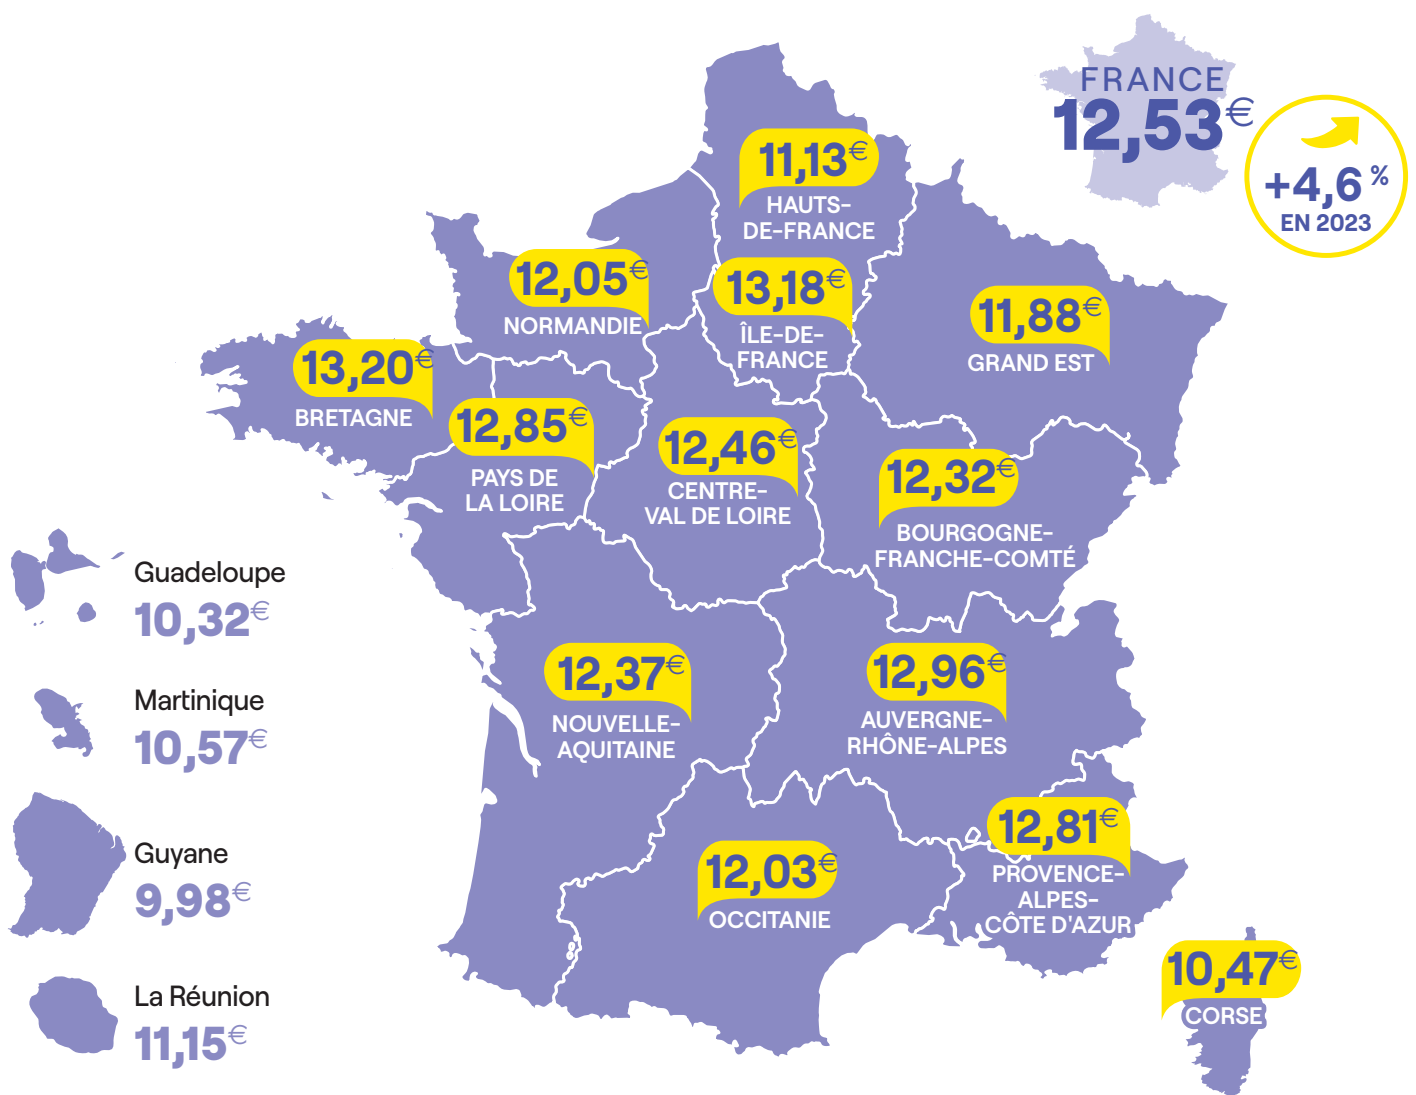 FRANCE
12,53€
+4,6 %
EN 2023
11,13€
HAUTS-
DE-FRANCE
12,05€
NORMANDIE
13,18€
ÎLE-DE-
FRANCE
11,88€
GRAND EST
13,20€
BRETAGNE
12,85€
PAYS DE
LA LOIRE
12,46€
CENTRE-
VAL DE LOIRE
12,32€
BOURGOGNE-
FRANCHE-COMTÉ
Guadeloupe
10,32€
Martinique
10,57€
Guyane
9,98€
La Réunion
11,15€
12,37€
NOUVELLE-
AQUITAINE
12,96€
AUVERGNE-
RHÔNE-ALPES
12,03€
OCCITANIE
12,81€
PROVENCE-
ALPES-
CÔTE D'AZUR
10,47€
CORSE